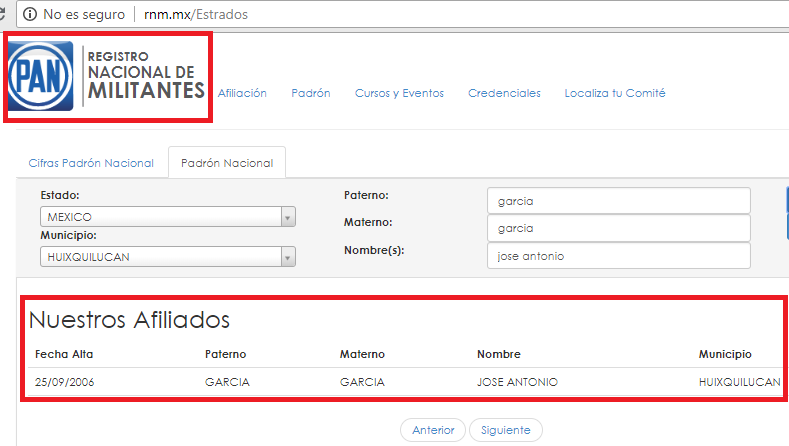 No es seguro | rnm.mx/Estrados
PAN
REGISTRO
NACIONAL DE
MILITANTES
Afiliación Padrón Cursos y Eventos Credenciales Localiza tu Comité
Cifras Padrón Nacional Padrón Nacional
Estado: Paterno: garcia
MEXICO Materno: garcia
Municipio: Nombre(s): jose antonio
HUIXQUILUCAN
Nuestros Afiliados
Fecha Alta Paterno Materno Nombre Municipio
25/09/2006 GARCIA GARCIA JOSE ANTONIO HUIXQUILUCAN
Anterior Siguiente